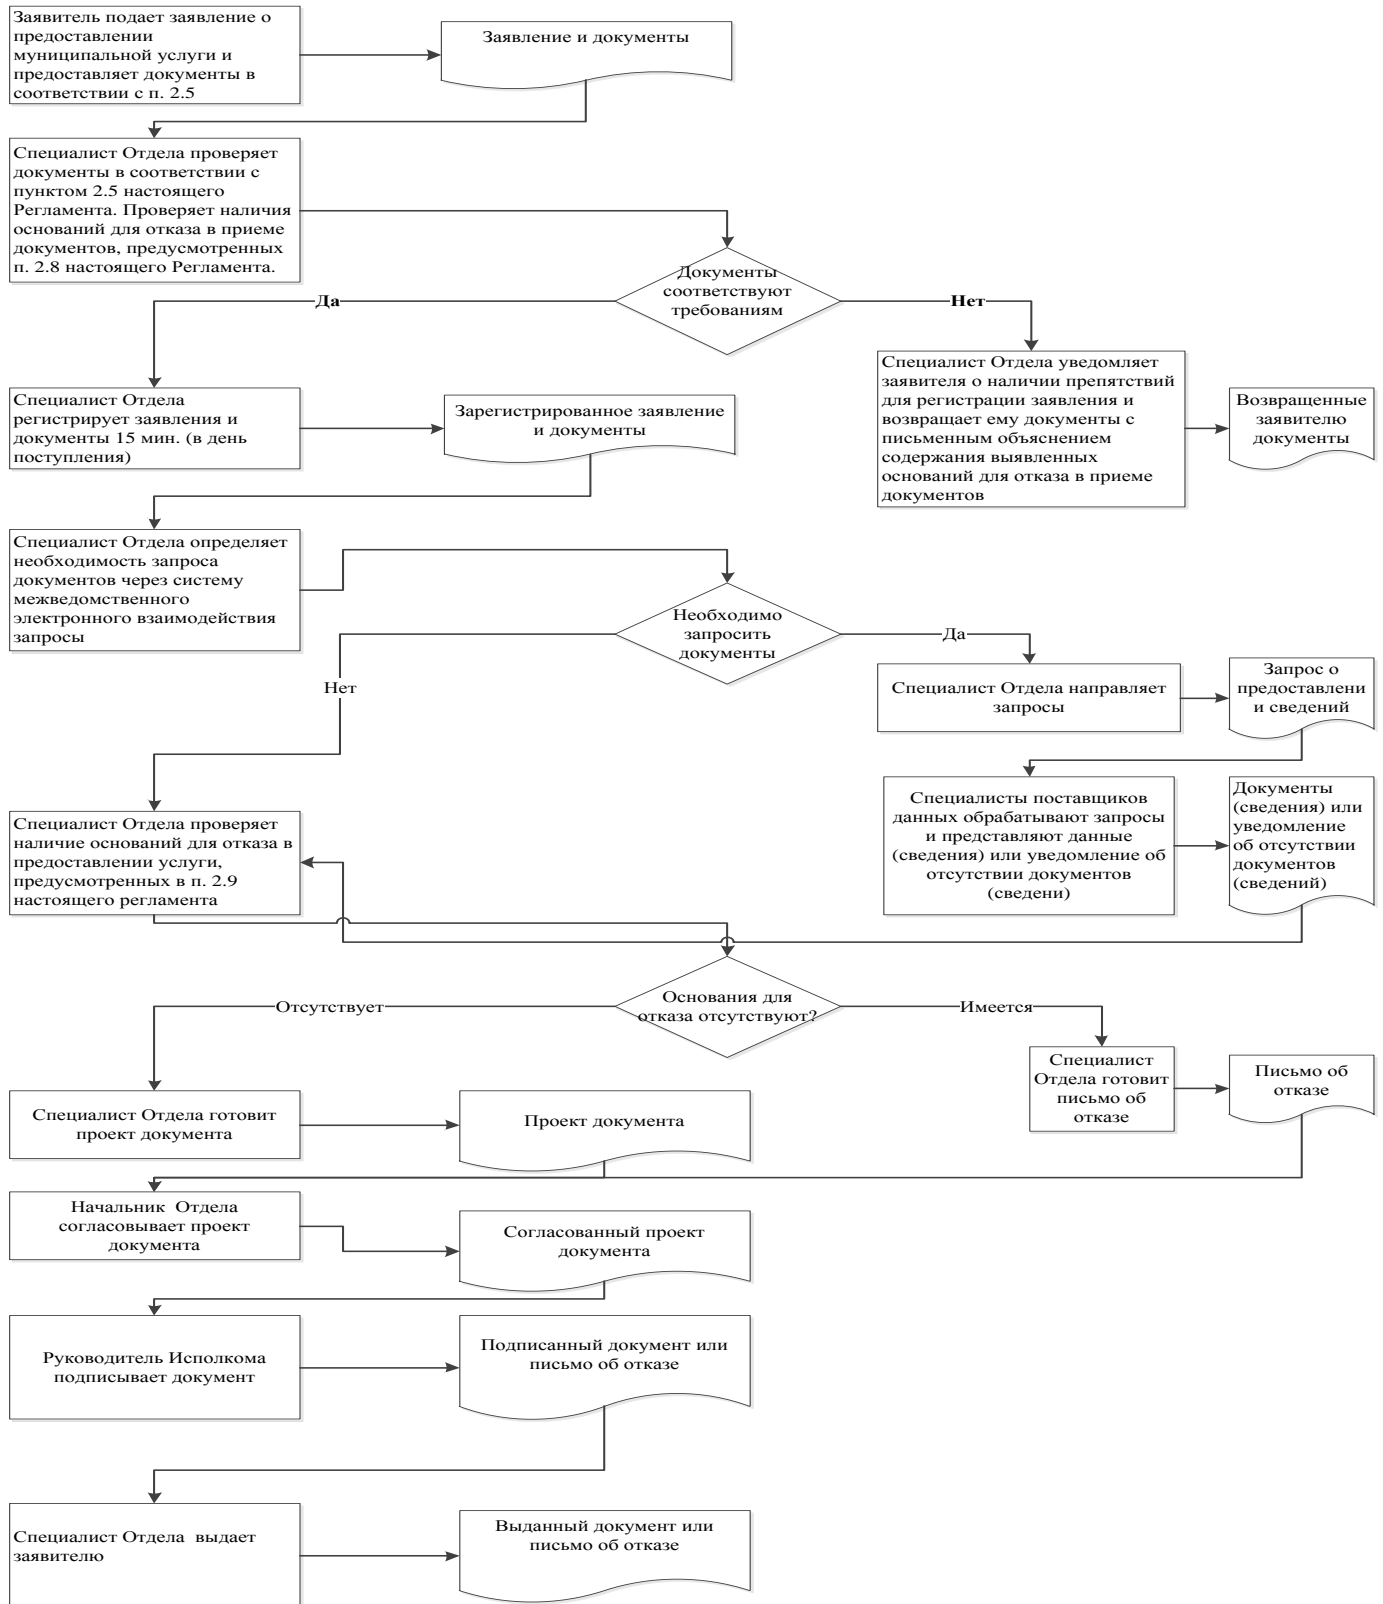 Заявитель подает заявление о
предоставлении
муниципальной услуги и
предоставляет документы в
соответствии с п. 2.5
Заявление и документы
Специалист Отдела проверяет
документы в соответствии с
пунктом 2.5 настоящего
Регламента. Проверяет наличия
оснований для отказа в приеме
документов, предусмотренных
п. 2.8 настоящего Регламента.
Документы
соответствуют
требованиям
Да
Нет
Специалист Отдела уведомляет
заявителя о наличии препятствий
для регистрации заявления и
возвращает ему документы с
письменным объяснением
содержания выявленных
оснований для отказа в приеме
документов
Возвращенные
заявителю
документы
Специалист Отдела
регистрирует заявления и
документы 15 мин. (в день
поступления)
Зарегистрированное заявление
и документы
Специалист Отдела определяет
необходимость запроса
документов через систему
межведомственного
электронного взаимодействия
запросы
Необходимо
запросить
документы
Да
Нет
Специалист Отдела направляет
запросы
Запрос о
предоставлени
и сведений
Специалисты поставщиков
данных обрабатывают запросы
и представляют данные
(сведения) или уведомление об
отсутствии документов
(сведени)
Документы
(сведения) или
уведомление
об отсутствии
документов
(сведений)
Специалист Отдела проверяет
наличие оснований для отказа в
предоставлении услуги,
предусмотренных в п. 2.9
настоящего регламента
Основания для
отказа отсутствуют?
Отсутствует
Имеется
Специалист
Отдела готовит
письмо об
отказе
Письмо об
отказе
Специалист Отдела готовит
проект документа
Проект документа
Начальник  Отдела
согласовывает проект
документа
Согласованный проект
документа
Руководитель Исполкома
подписывает документ
Подписанный документ или
письмо об отказе
Специалист Отдела  выдает
заявителю
Выданный документ или
письмо об отказе